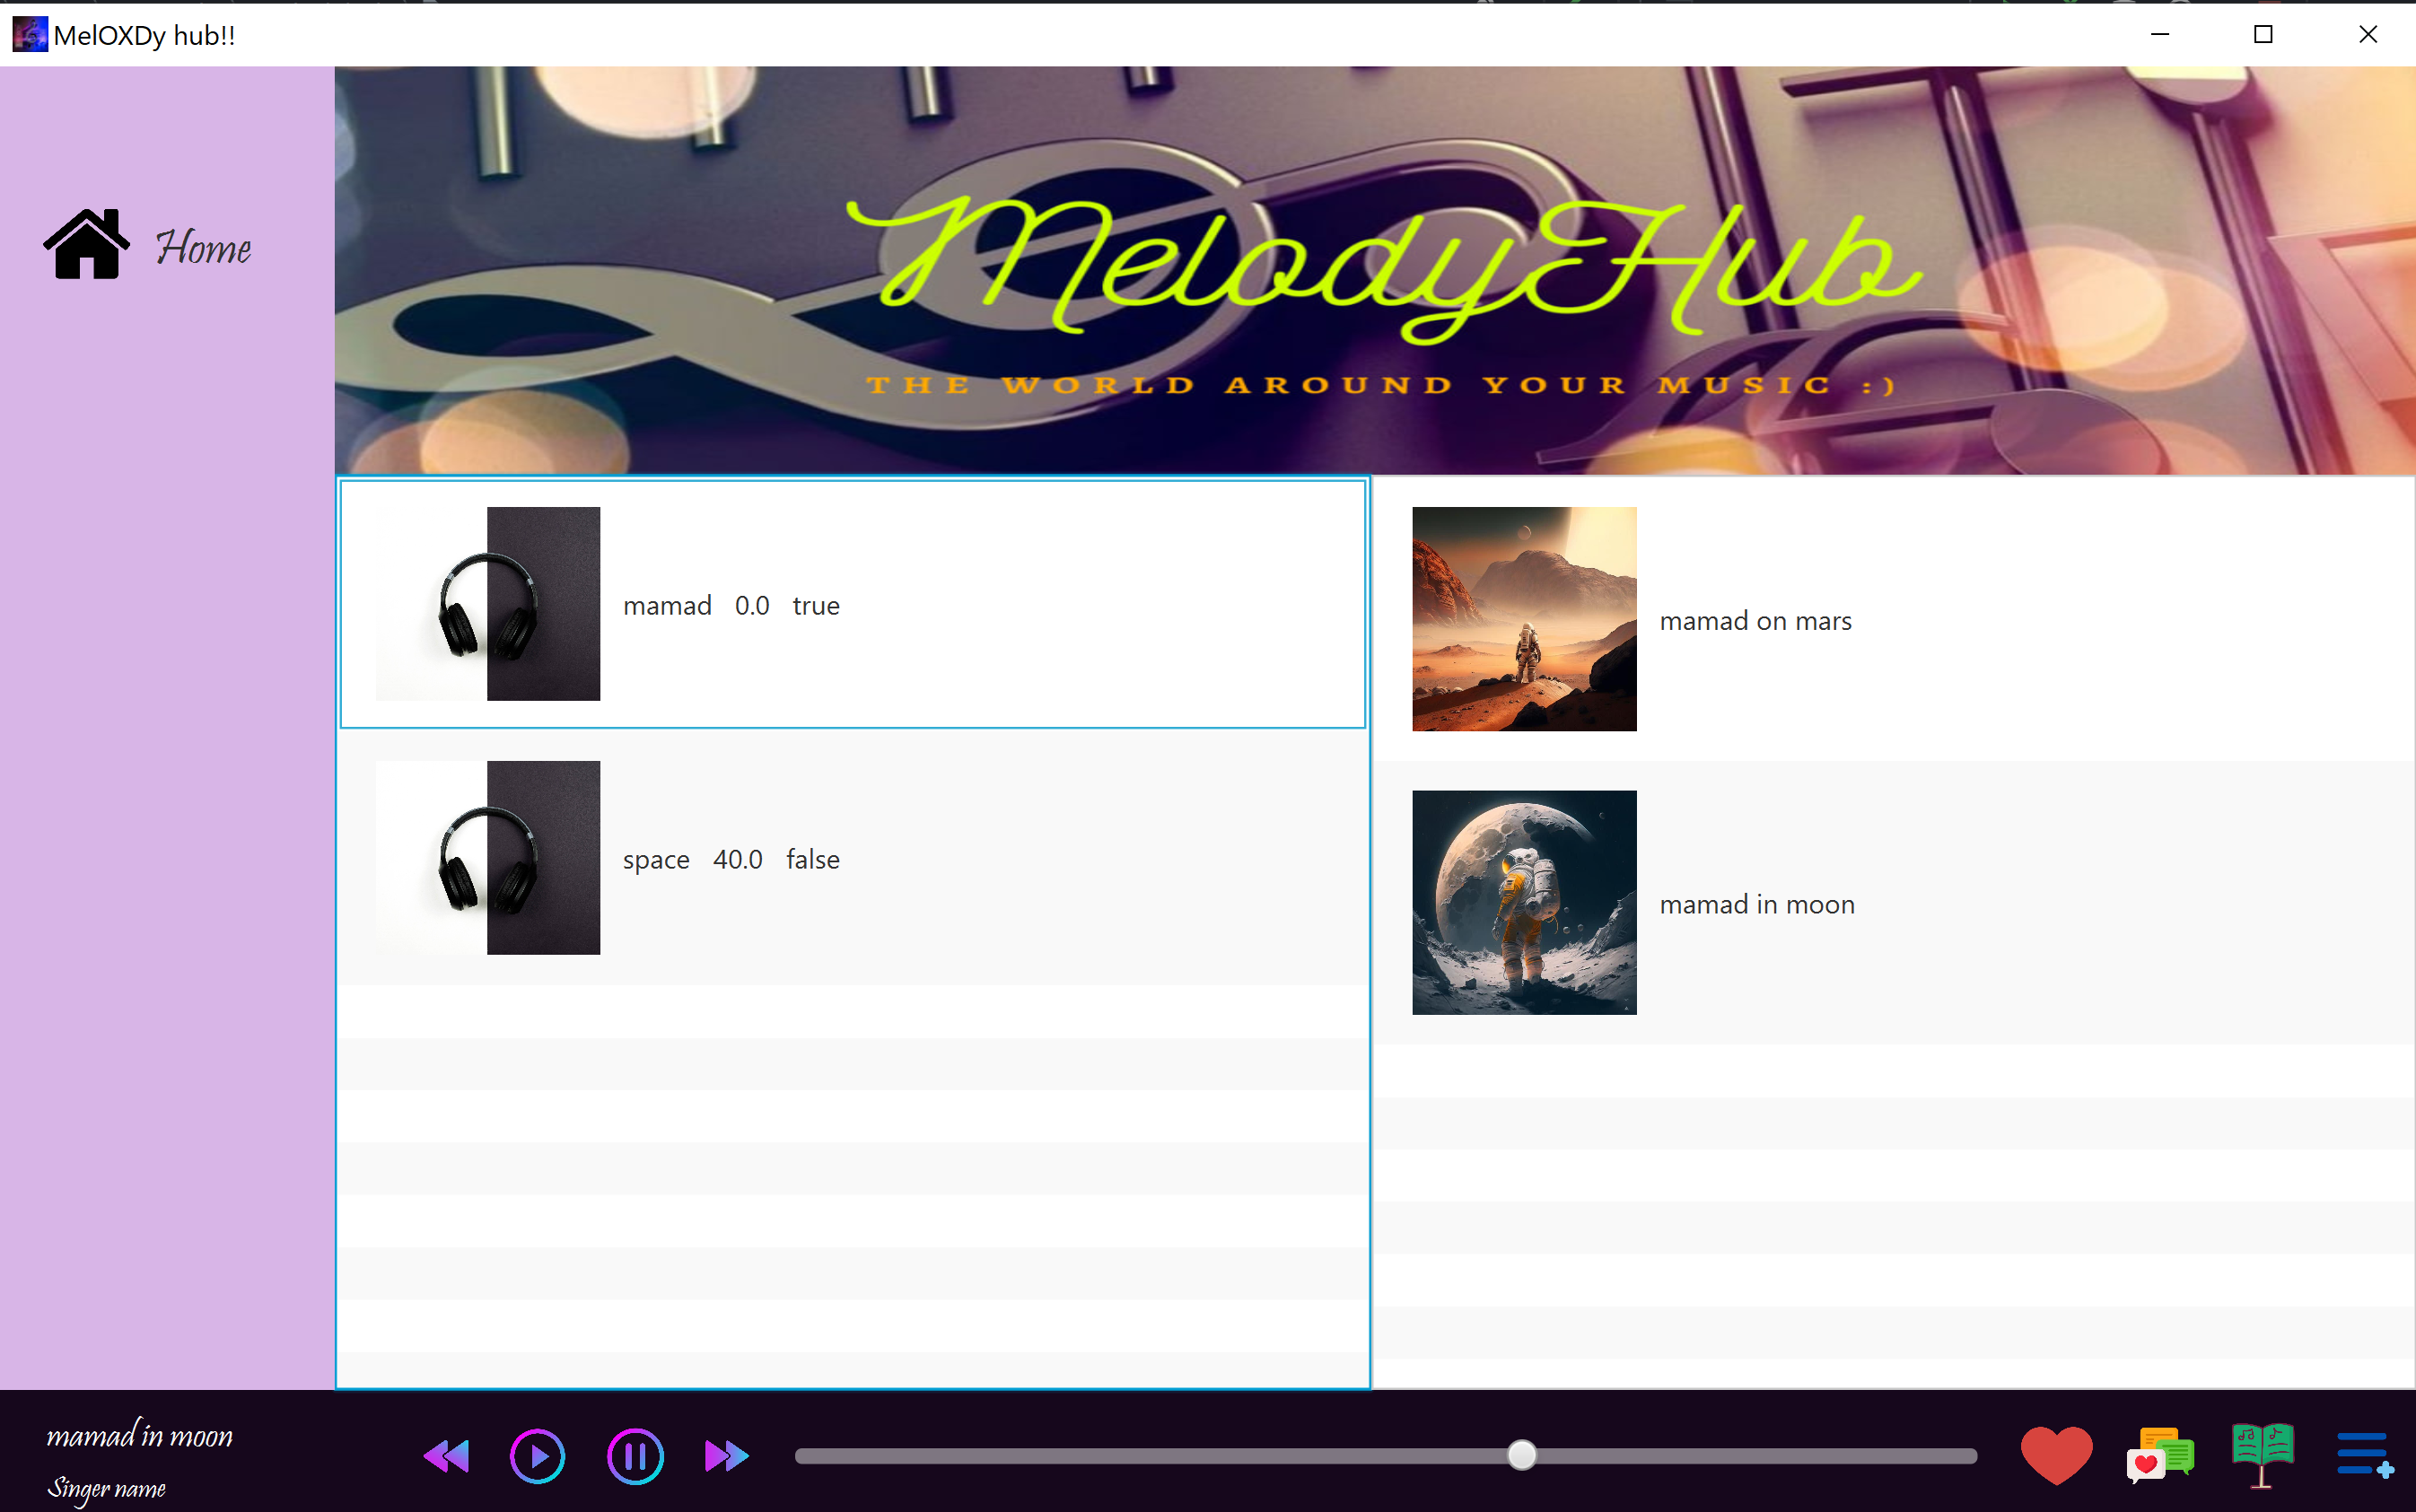 MelOXDy hub!!
Home
MelodyHub
THE WORLD AROUND YOUR MUSIC :)
mamad 0.0 true
space 40.0 false
mamad on mars
mamad in moon
mamad in moon
Singer name